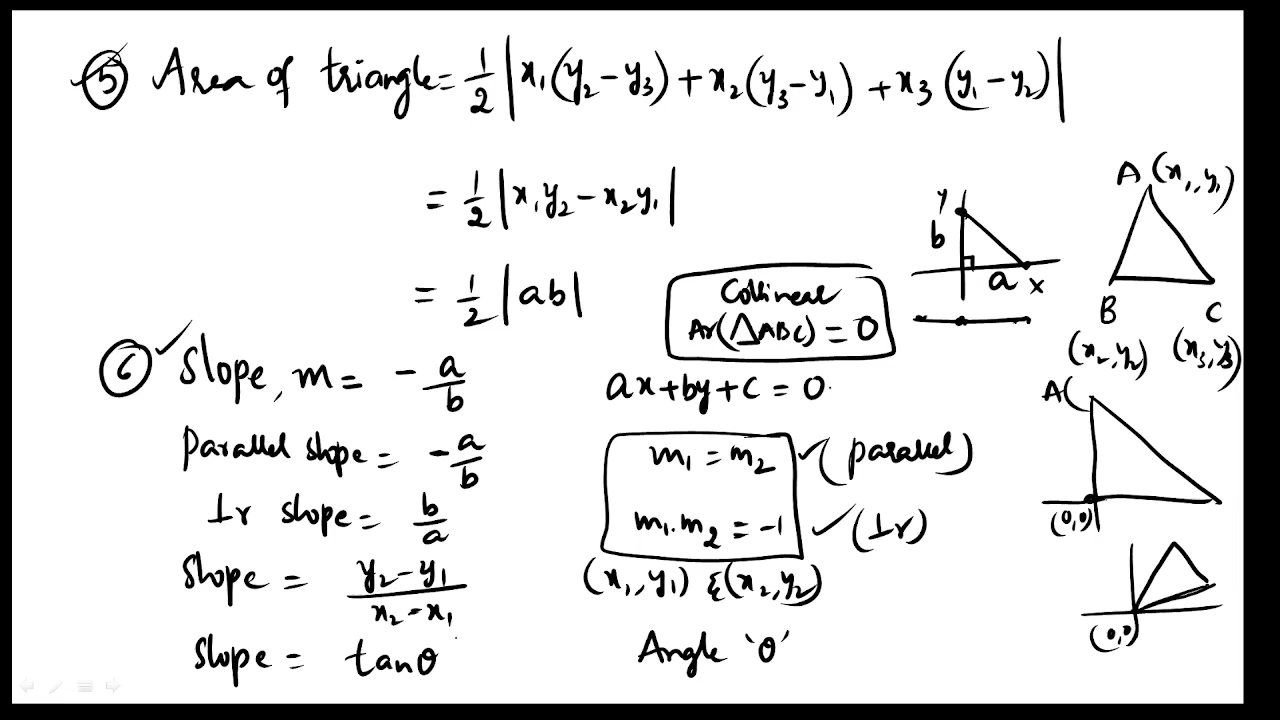 ⑤ Area of triangle = 1/2 |x₁(y₂ − y₃) + x₂(y₃ − y₁) + x₃(y₁ − y₂)|
= 1/2 |x₁y₂ − x₂y₁|
= 1/2 |ab|
Collinear
Ar(△ABC) = 0
y
b
a
x
A (x₁, y₁)
B
(x₂, y₂)
C
(x₃, y₃)
⑥ ✓ Slope, m = − a/b
ax + by + c = 0
Parallel slope = − a/b
m₁ = m₂ ✓ (parallel)
⊥r slope = b/a
m₁.m₂ = −1 ✓ (⊥r)
Slope = y₂ − y₁ / x₂ − x₁
(x₁, y₁) & (x₂, y₂)
Slope = tanθ
Angle 'θ'
A(
(0,0)
(0,0)